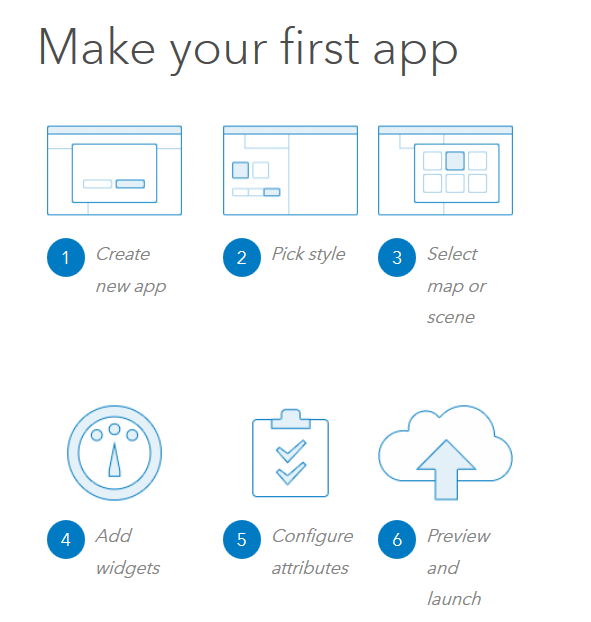 Make your first app
1 Create
new app
2 Pick style
3 Select
map or
scene
4 Add
widgets
5 Configure
attributes
6 Preview
and
launch